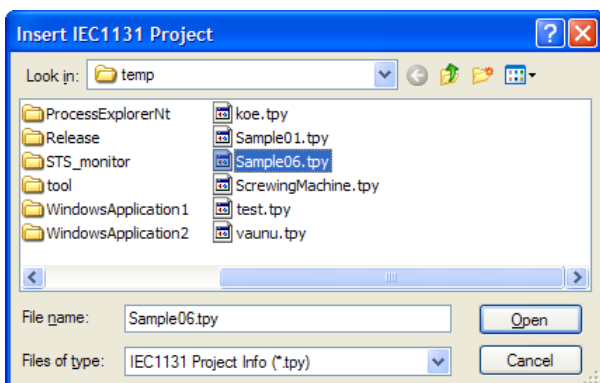 Insert IEC1131 Project
Look in: temp
ProcessExplorerNt koe.tpy
Release Sample01.tpy
STS_monitor Sample06.tpy
tool ScrewingMachine.tpy
WindowsApplication1 test.tpy
WindowsApplication2 vaunu.tpy
File name: Sample06.tpy Open
Files of type: IEC1131 Project Info (*.tpy) Cancel